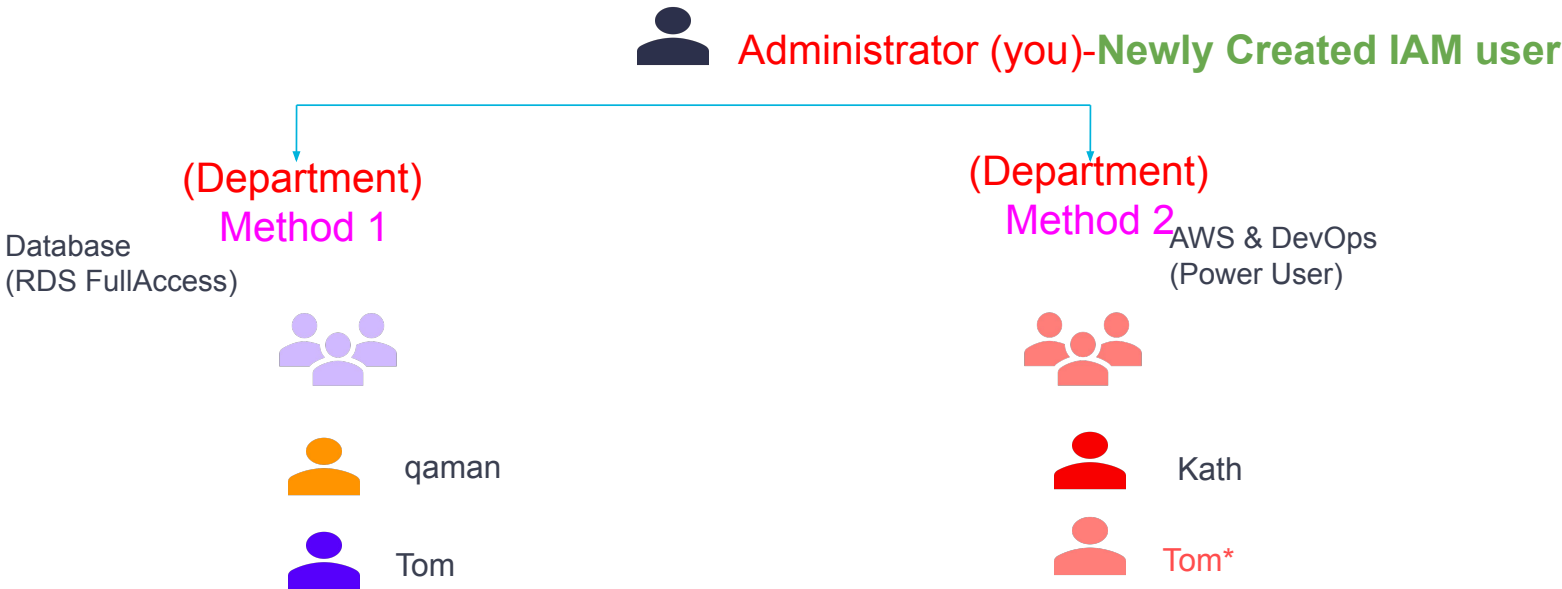 Administrator (you)-Newly Created IAM user
(Department)
Method 1
Database
(RDS FullAccess)
(Department)
Method 2
AWS & DevOps
(Power User)
qaman
Tom
Kath
Tom*